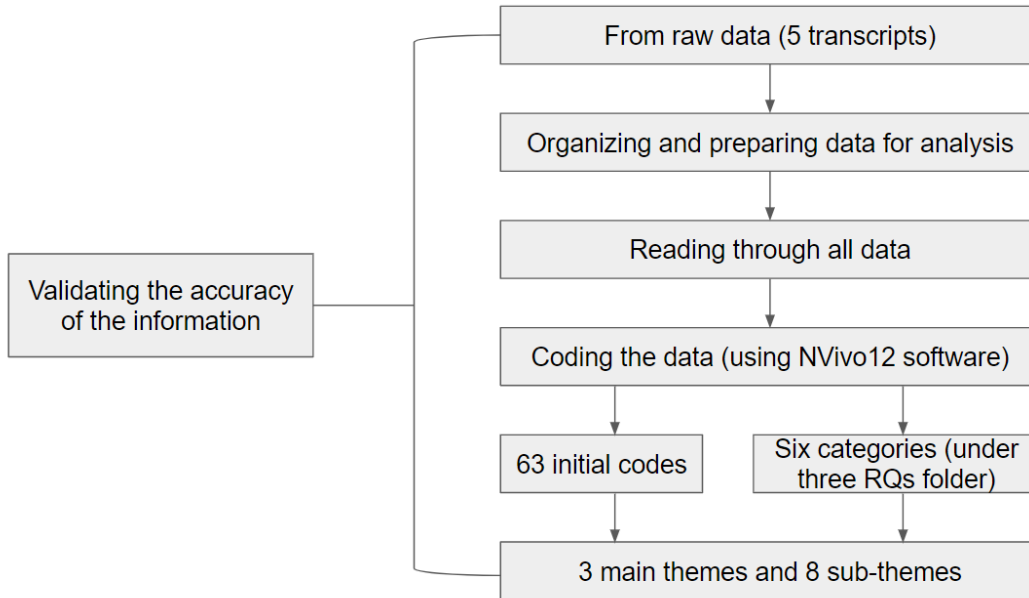 From raw data (5 transcripts)
Organizing and preparing data for analysis
Reading through all data
Validating the accuracy
of the information
Coding the data (using NVivo12 software)
63 initial codes
Six categories (under
three RQs folder)
3 main themes and 8 sub-themes